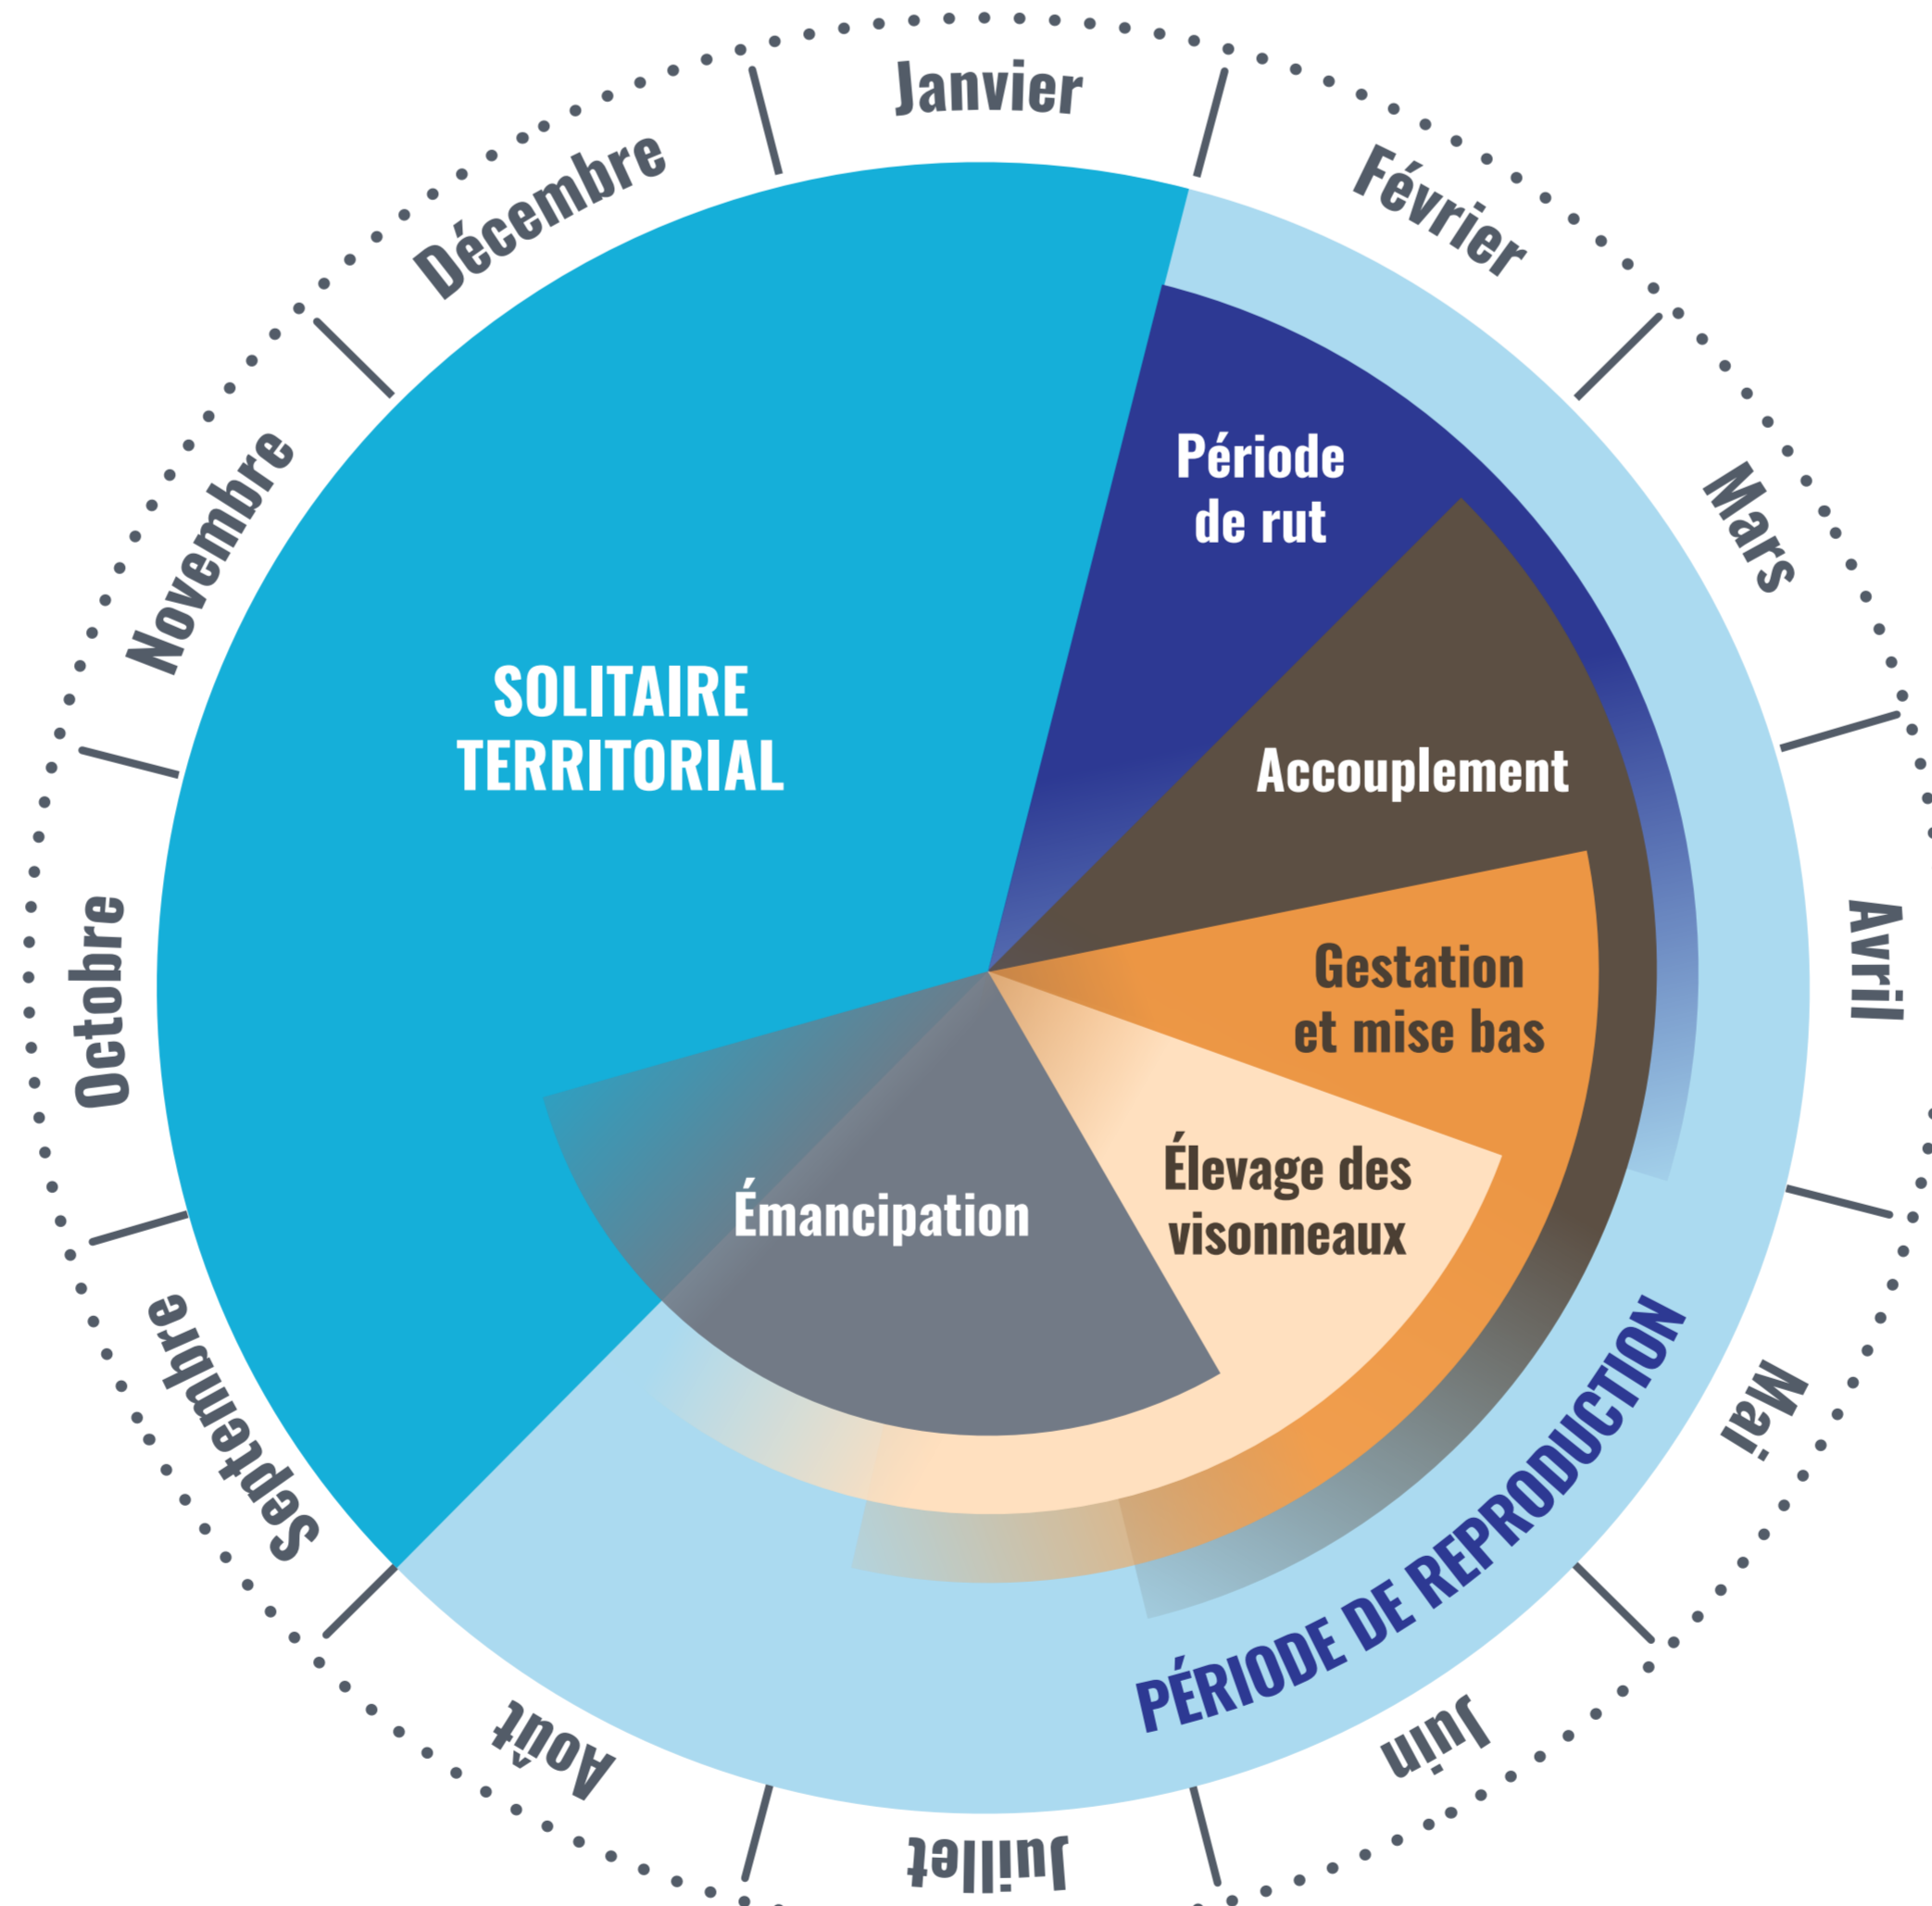 Janvier
Février
Mars
Avril
Mai
Juin
Juillet
Août
Septembre
Octobre
Novembre
Décembre
SOLITAIRE
TERRITORIAL
Période
de rut
Accouplement
Gestation
et mise bas
Élevage des
visonneaux
Émancipation
PÉRIODE DE REPRODUCTION